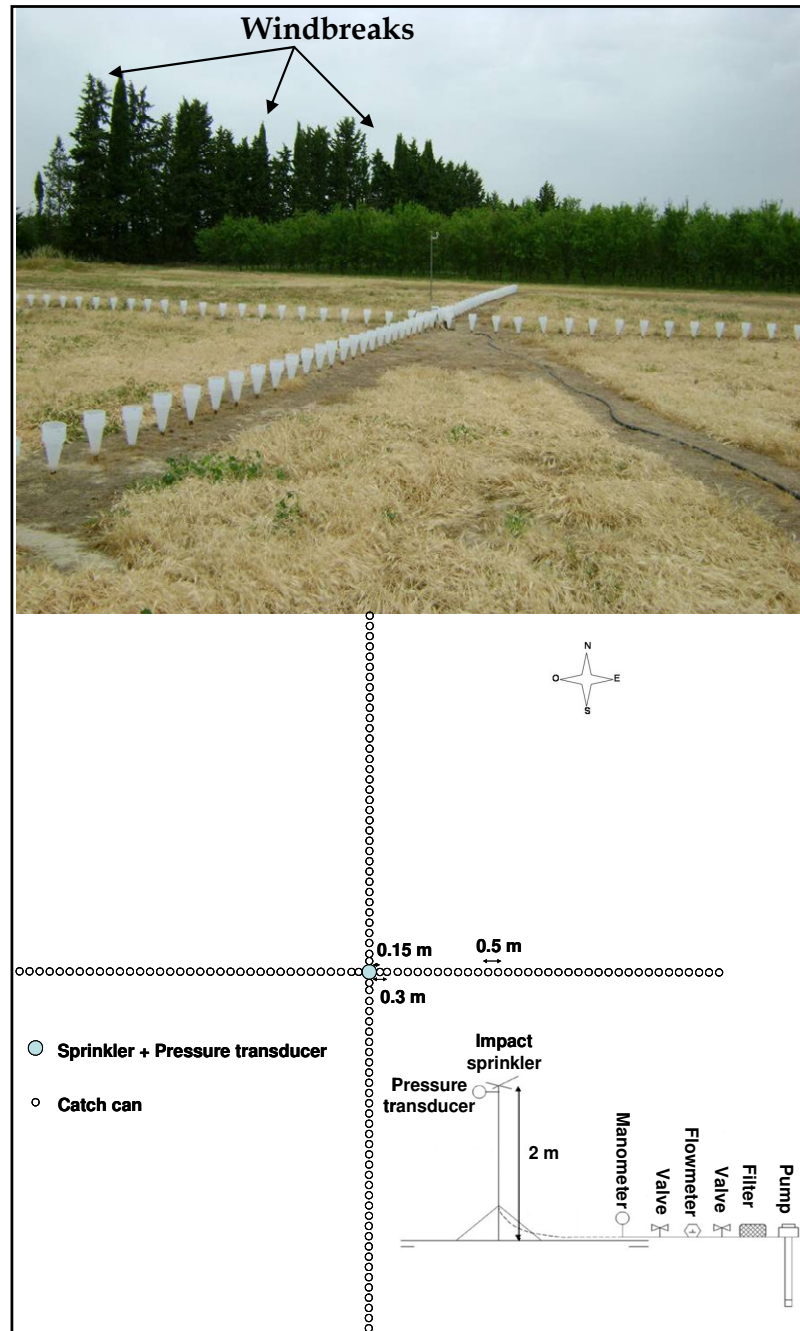 Windbreaks
N
O E
S
0.15 m
0.5 m
0.3 m
Sprinkler + Pressure transducer
Catch can
Impact
sprinkler
Pressure
transducer
2 m
Manometer
Valve
Flowmeter
Valve
Filter
Pump